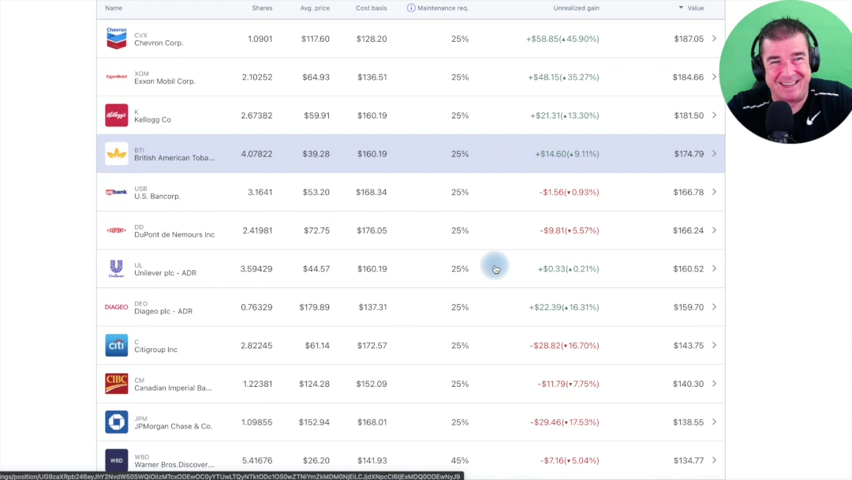 Name Shares Avg. price Cost basis Maintenance req. Unrealized gain Value
CVX
Chevron Corp. 1.0901 $117.60 $128.20 25% +$58.85(▲45.90%) $187.05
XOM
Exxon Mobil Corp. 2.10252 $64.93 $136.51 25% +$48.15(▲35.27%) $184.66
K
Kellogg Co 2.67382 $59.91 $160.19 25% +$21.31(▲13.30%) $181.50
BTI
British American Toba... 4.07822 $39.28 $160.19 25% +$14.60(▲9.11%) $174.79
USB
U.S. Bancorp. 3.1641 $53.20 $168.34 25% -$1.56(▼0.93%) $166.78
DD
DuPont de Nemours Inc 2.41981 $72.75 $176.05 25% -$9.81(▼5.57%) $166.24
UL
Unilever plc - ADR 3.59429 $44.57 $160.19 25% +$0.33(▲0.21%) $160.52
DIAGEO
DEO
Diageo plc - ADR 0.76329 $179.89 $137.31 25% +$22.39(▲16.31%) $159.70
citi
C
Citigroup Inc 2.82245 $61.14 $172.57 25% -$28.82(▼16.70%) $143.75
CIBC
CM
Canadian Imperial Ba... 1.22381 $124.28 $152.09 25% -$11.79(▼7.75%) $140.30
JPM
JPMorgan Chase & Co. 1.09855 $152.94 $168.01 25% -$29.46(▼17.53%) $138.55
WBD
WBD
Warner Bros.Discover... 5.41676 $26.20 $141.93 45% -$7.16(▼5.04%) $134.77